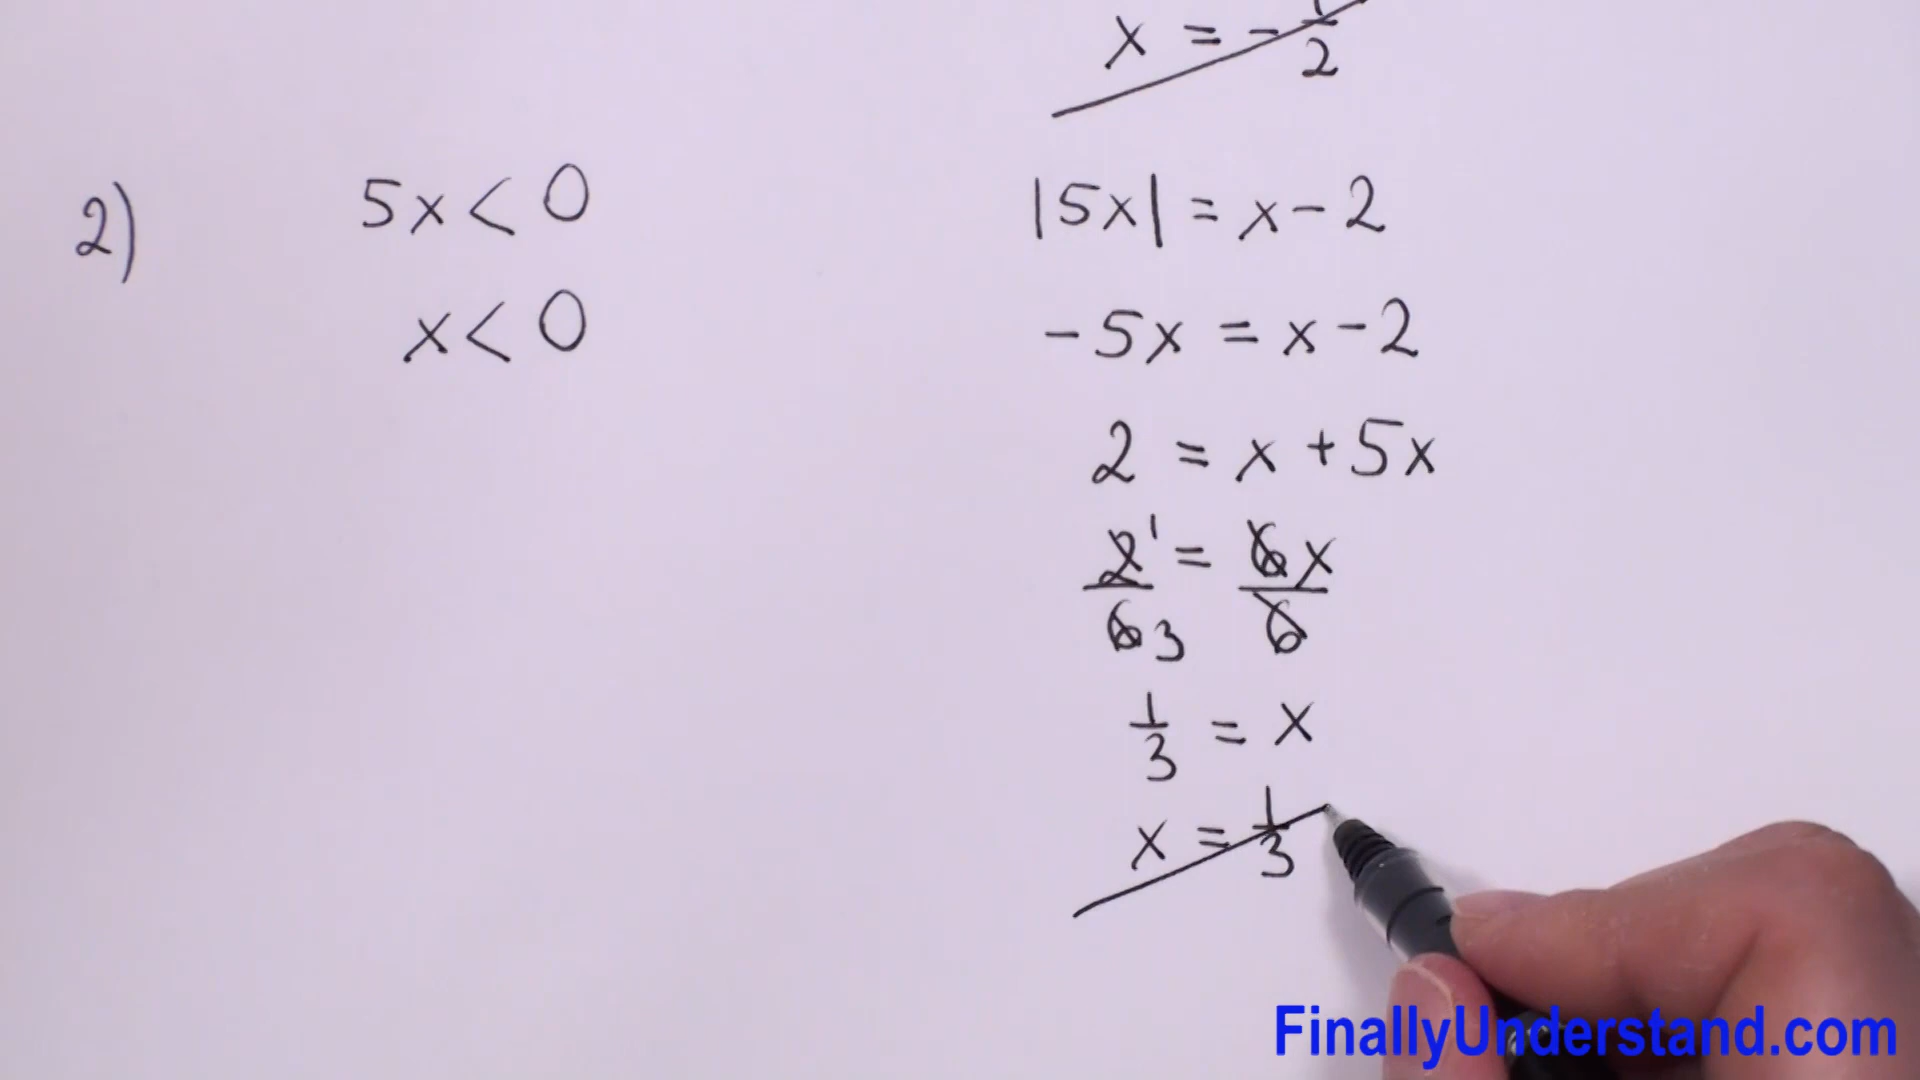 x = - 1/2
2) 5x < 0
|5x| = x - 2
x < 0
-5x = x - 2
2 = x + 5x
2 1 = 6x
6 3 6
1/3 = x
x = 1/3
FinallyUnderstand.com